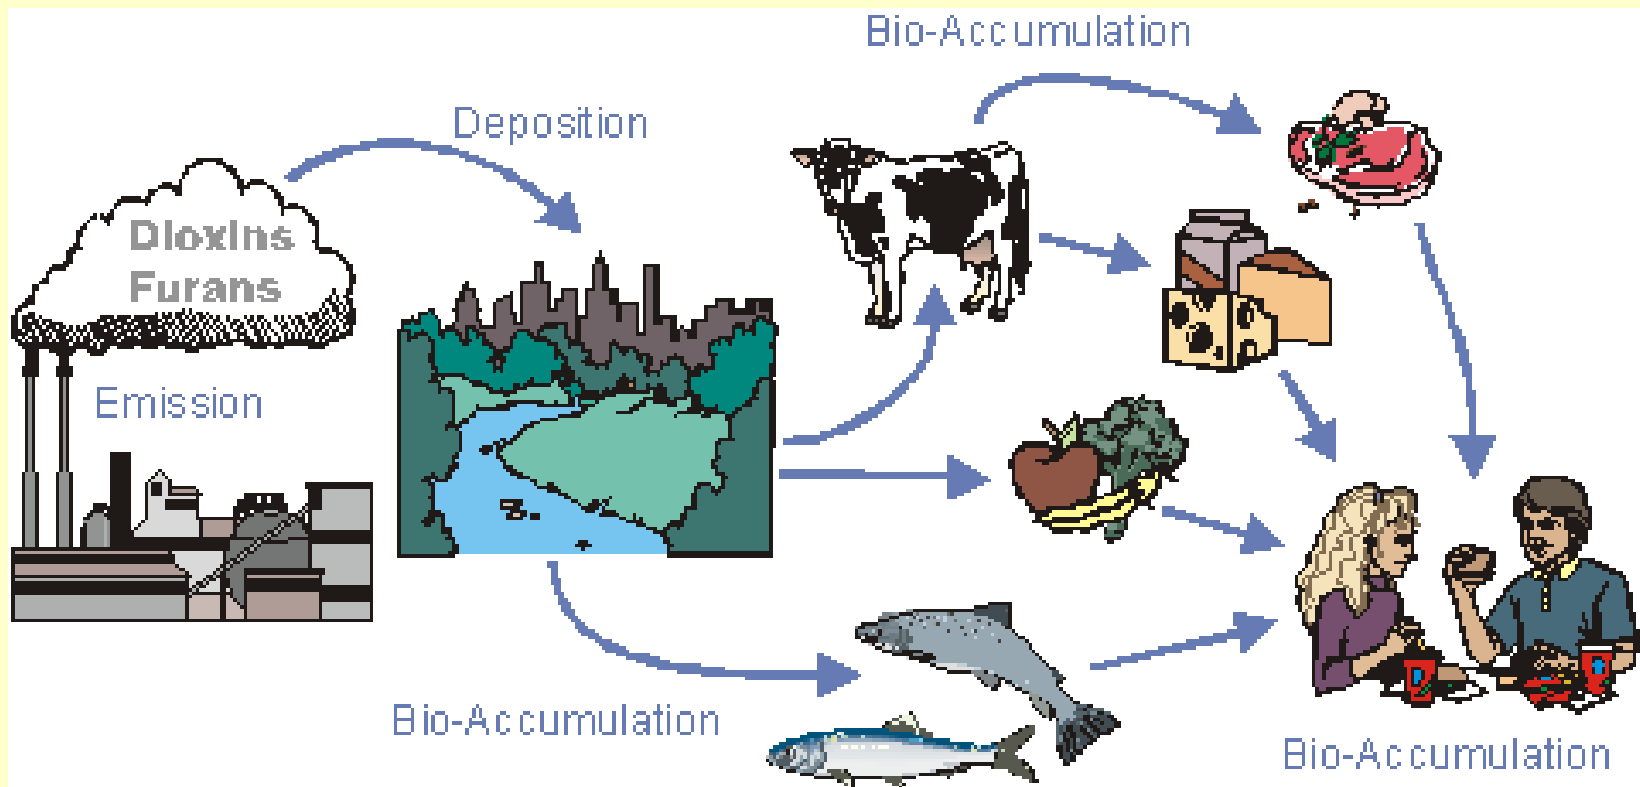 Bio-Accumulation
Deposition
Dioxins
Furans
Emission
Bio-Accumulation
Bio-Accumulation